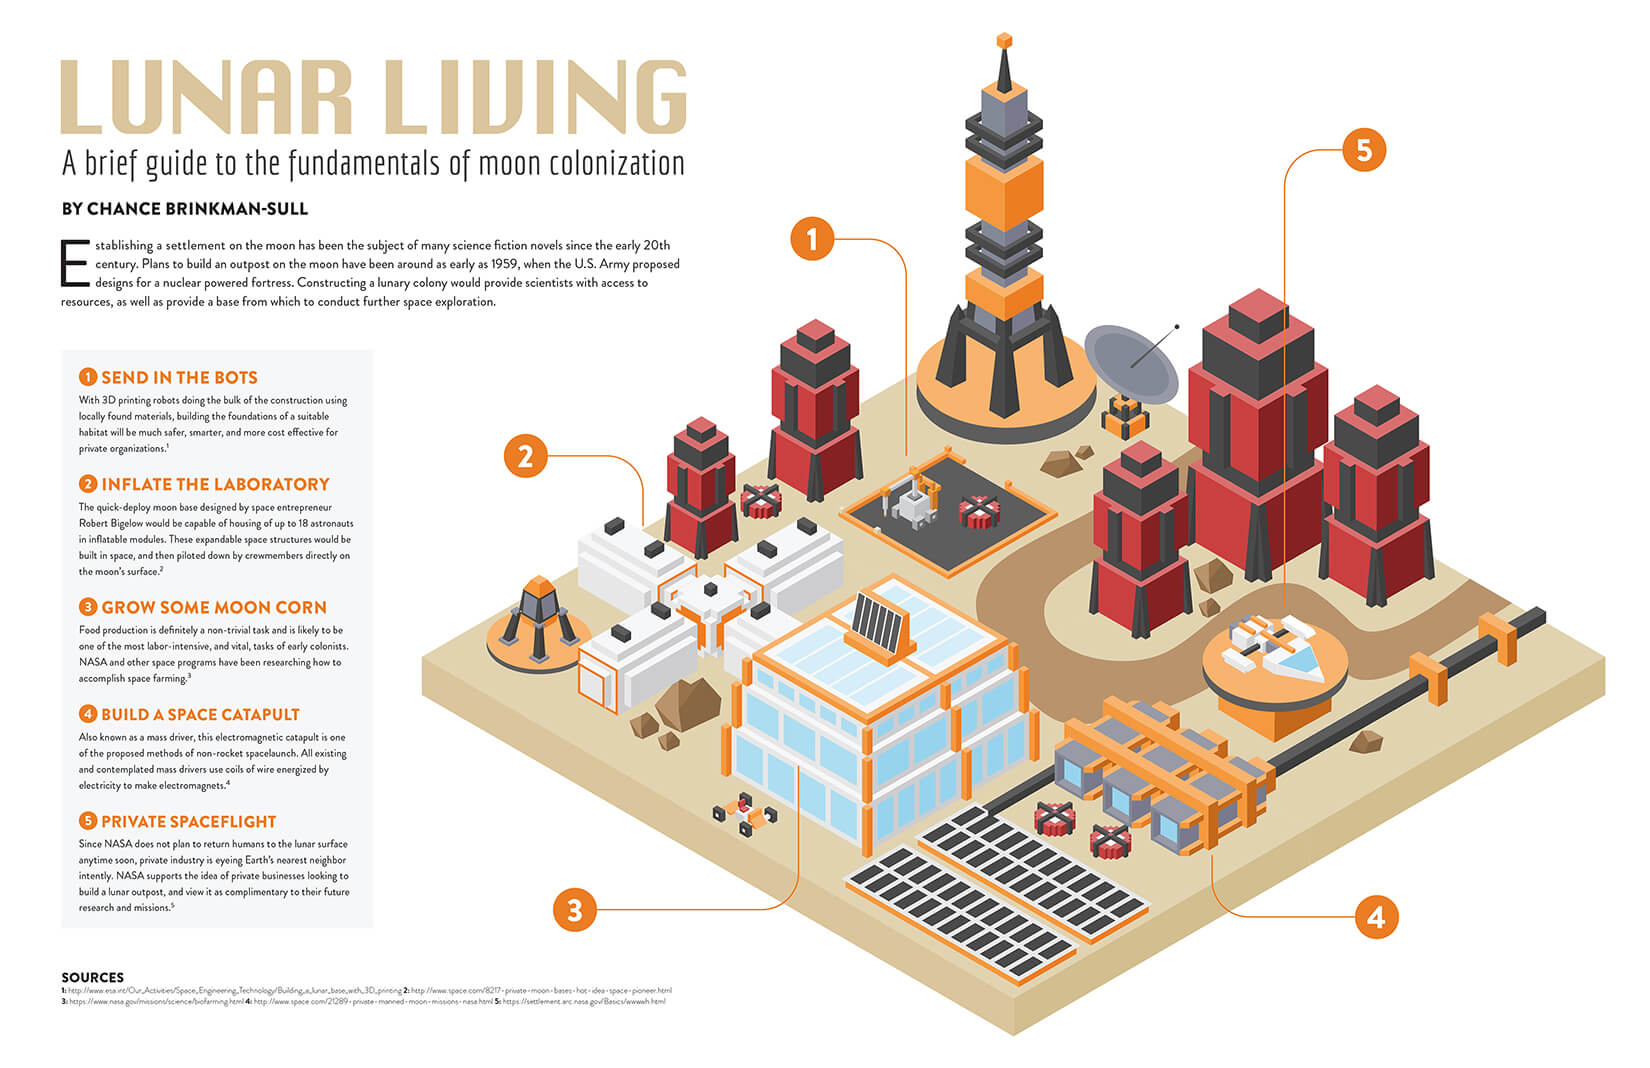 LUNAR LIVING
A brief guide to the fundamentals of moon colonization
BY CHANCE BRINKMAN-SULL
Establishing a settlement on the moon has been the subject of many science fiction novels since the early 20th
century. Plans to build an outpost on the moon have been around as early as 1959, when the U.S. Army proposed
designs for a nuclear powered fortress. Constructing a lunary colony would provide scientists with access to
resources, as well as provide a base from which to conduct further space exploration.
1 SEND IN THE BOTS
With 3D printing robots doing the bulk of the construction using
locally found materials, building the foundations of a suitable
habitat will be much safer, smarter, and more cost effective for
private organizations.¹
2 INFLATE THE LABORATORY
The quick-deploy moon base designed by space entrepreneur
Robert Bigelow would be capable of housing of up to 18 astronauts
in inflatable modules. These expandable space structures would be
built in space, and then piloted down by crewmembers directly on
the moon's surface.²
3 GROW SOME MOON CORN
Food production is definitely a non-trivial task and is likely to be
one of the most labor-intensive, and vital, tasks of early colonists.
NASA and other space programs have been researching how to
accomplish space farming.³
4 BUILD A SPACE CATAPULT
Also known as a mass driver, this electromagnetic catapult is one
of the proposed methods of non-rocket spacelaunch. All existing
and contemplated mass drivers use coils of wire energized by
electricity to make electromagnets.⁴
5 PRIVATE SPACEFLIGHT
Since NASA does not plan to return humans to the lunar surface
anytime soon, private industry is eyeing Earth's nearest neighbor
intently. NASA supports the idea of private businesses looking to
build a lunar outpost, and view it as complimentary to their future
research and missions.⁵
SOURCES
1: http://www.esa.int/Our_Activities/Space_Engineering_Technology/Building_a_lunar_base_with_3D_printing 2: http://www.space.com/8217-private-moon-bases-hot-idea-space-pioneer.html
3: https://www.nasa.gov/missions/science/biofarming.html 4: http://www.space.com/21289-private-manned-moon-missions-nasa.html 5: https://settlement.arc.nasa.gov/Basics/wwwwh.html
1
2
3
4
5